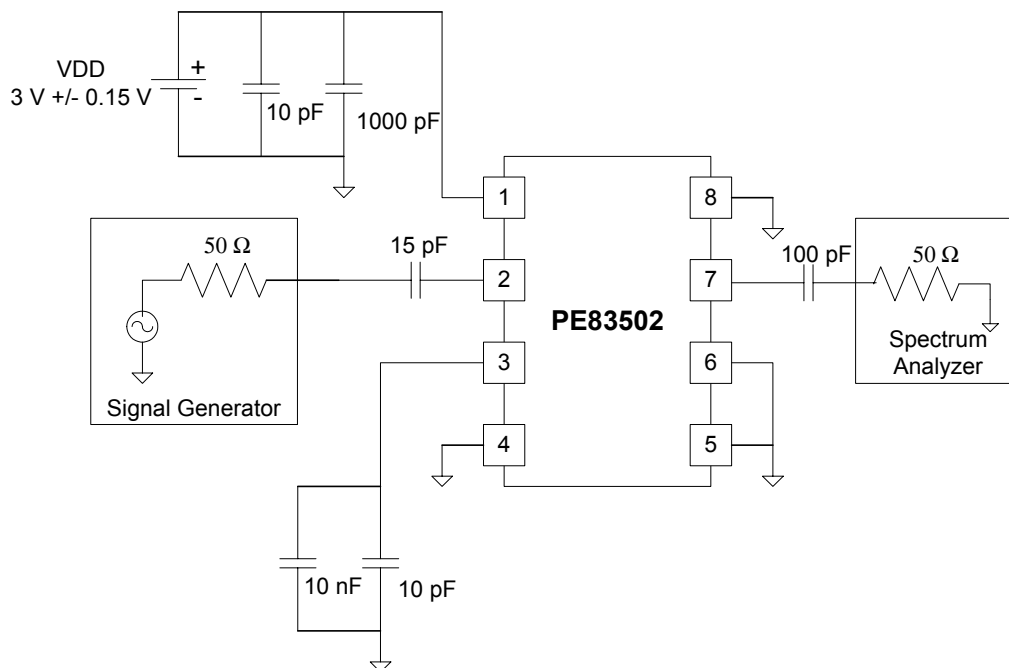 VDD
3 V +/- 0.15 V
+
-
10 pF
1000 pF
1
8
50 Ω
15 pF
2
7
100 pF
50 Ω
PE83502
3
6
Spectrum
Analyzer
Signal Generator
4
5
10 nF
10 pF